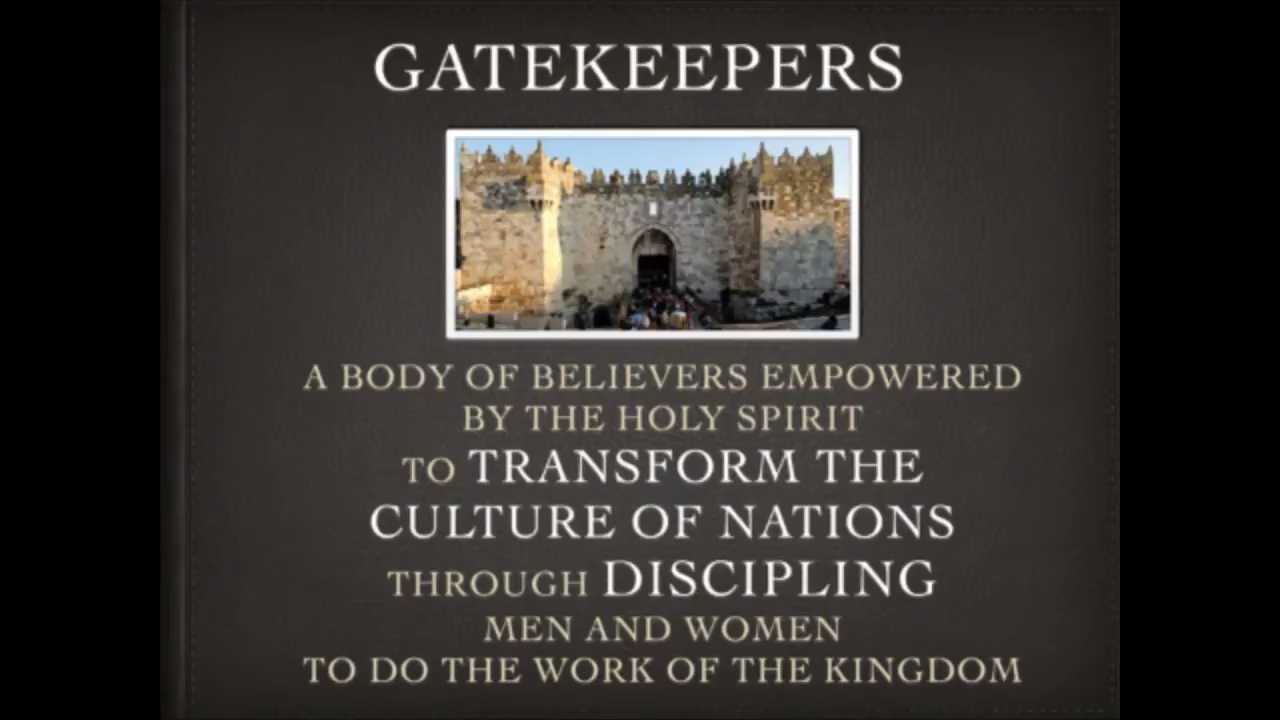 GATEKEEPERS
A BODY OF BELIEVERS EMPOWERED
BY THE HOLY SPIRIT
TO TRANSFORM THE
CULTURE OF NATIONS
THROUGH DISCIPLING
MEN AND WOMEN
TO DO THE WORK OF THE KINGDOM